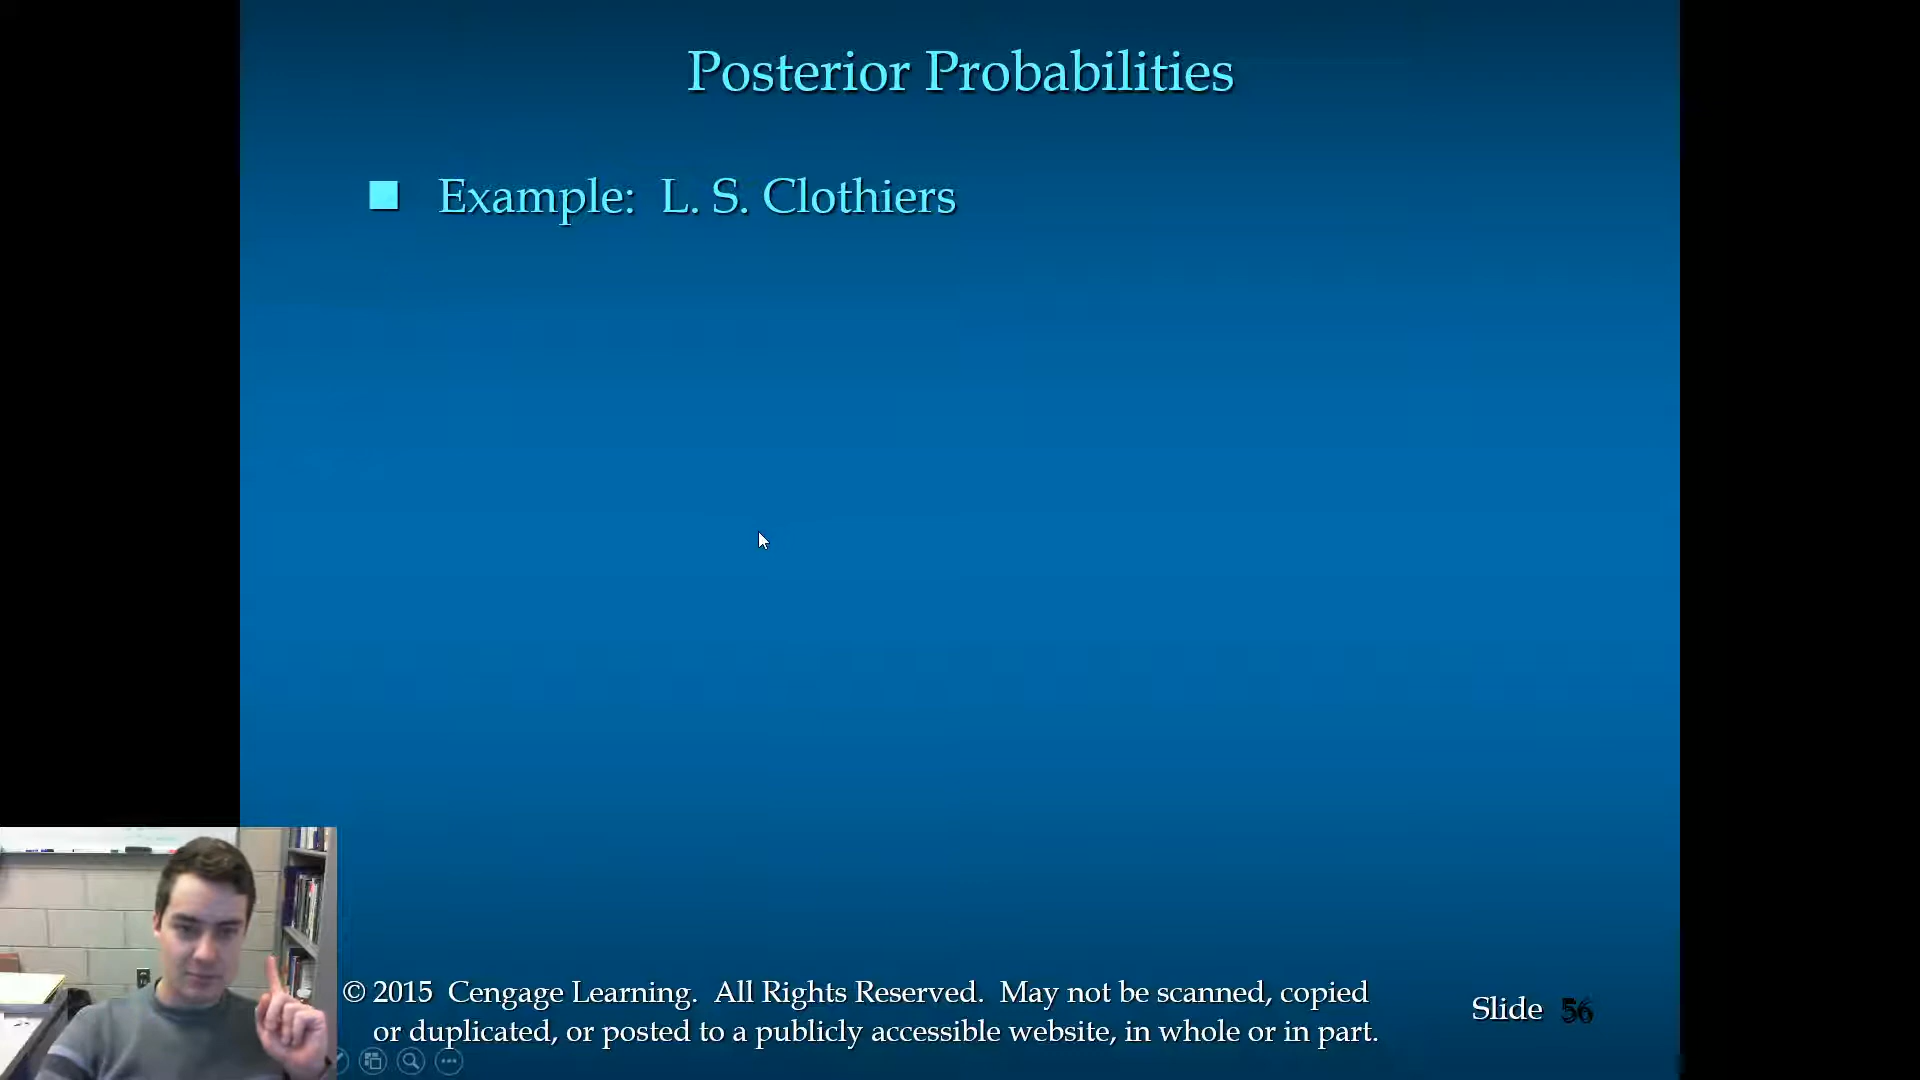 Posterior Probabilities
Example: L. S. Clothiers
© 2015 Cengage Learning. All Rights Reserved. May not be scanned, copied
or duplicated, or posted to a publicly accessible website, in whole or in part.
Slide 56